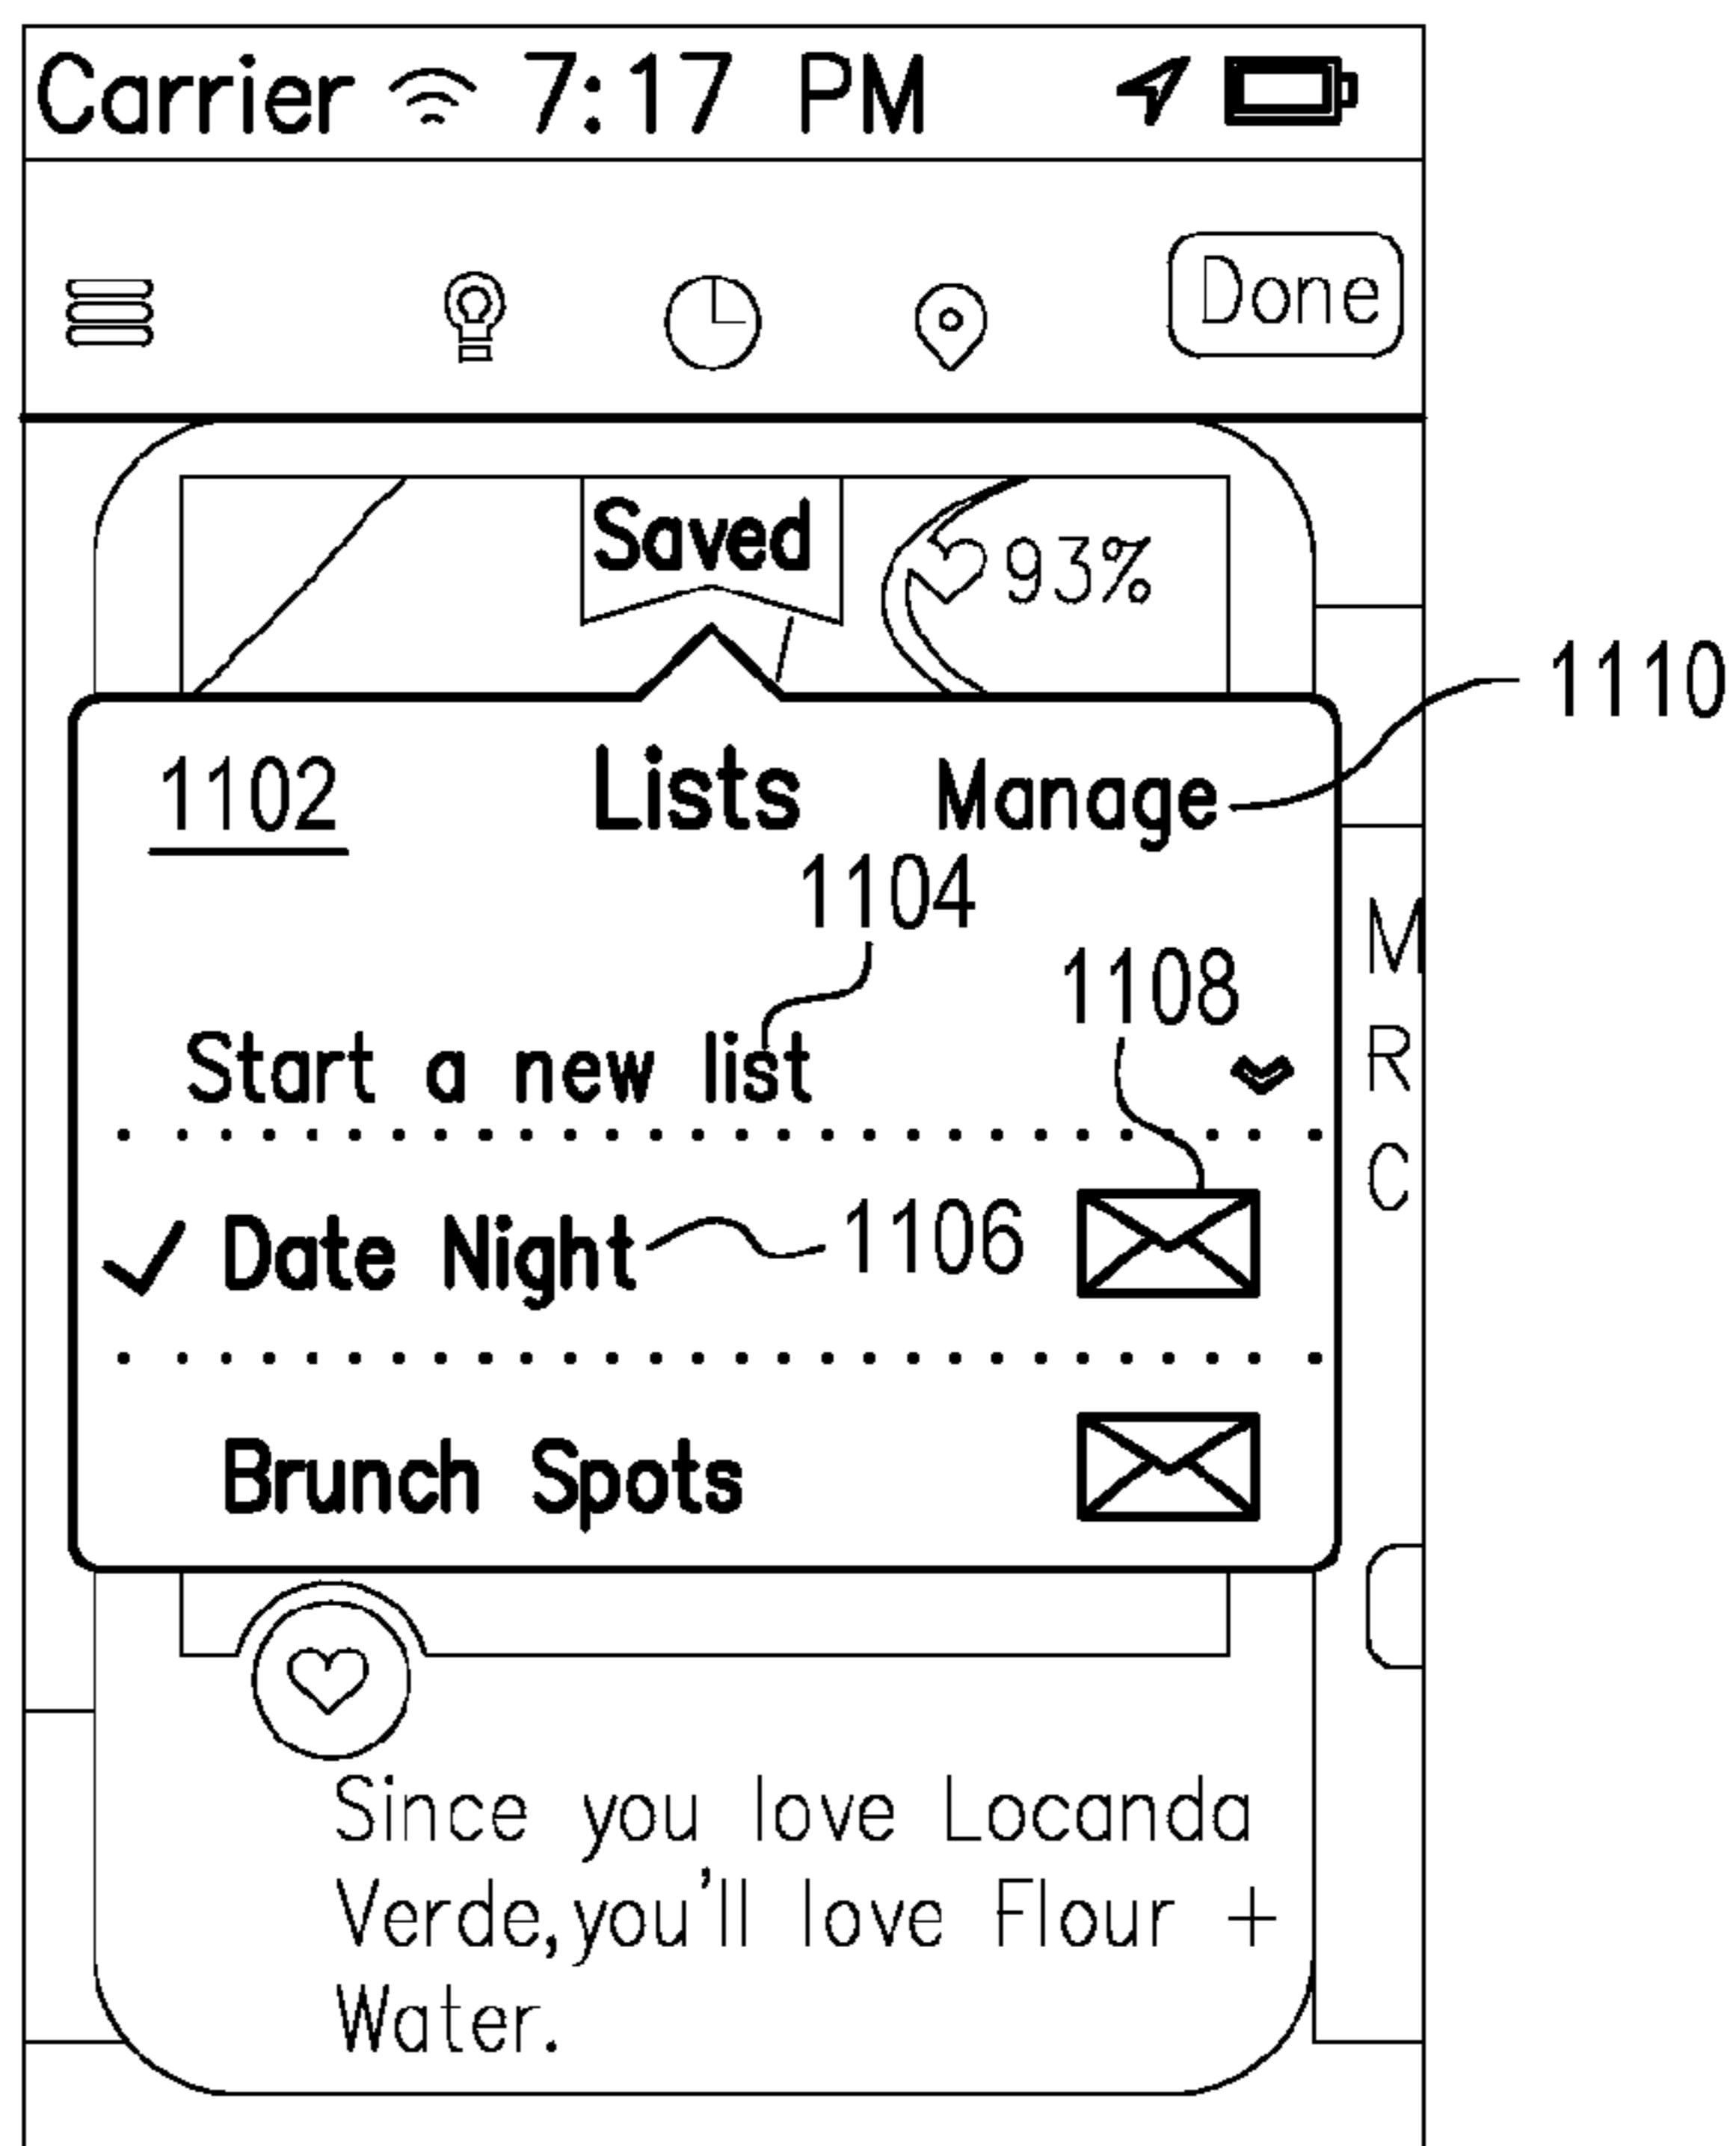 Carrier 7:17 PM
Done
Saved
93%
1110
1102 Lists Manage
1104
1108
M
Start a new list
R
C
Date Night 1106
Brunch Spots
Since you love Locanda
Verde,you'll love Flour +
Water.